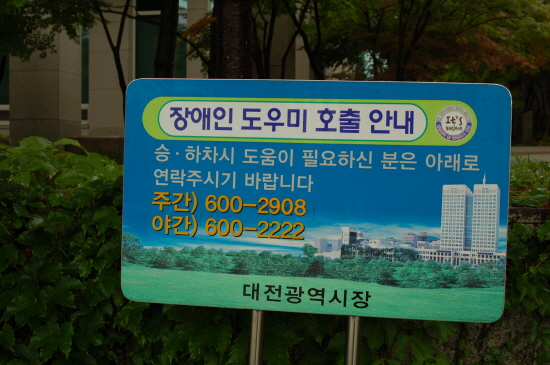 장애인 도우미 호출 안내
It's
승·하차시 도움이 필요하신 분은 아래로
연락주시기 바랍니다
주간) 600-2908
야간) 600-2222
대전광역시장